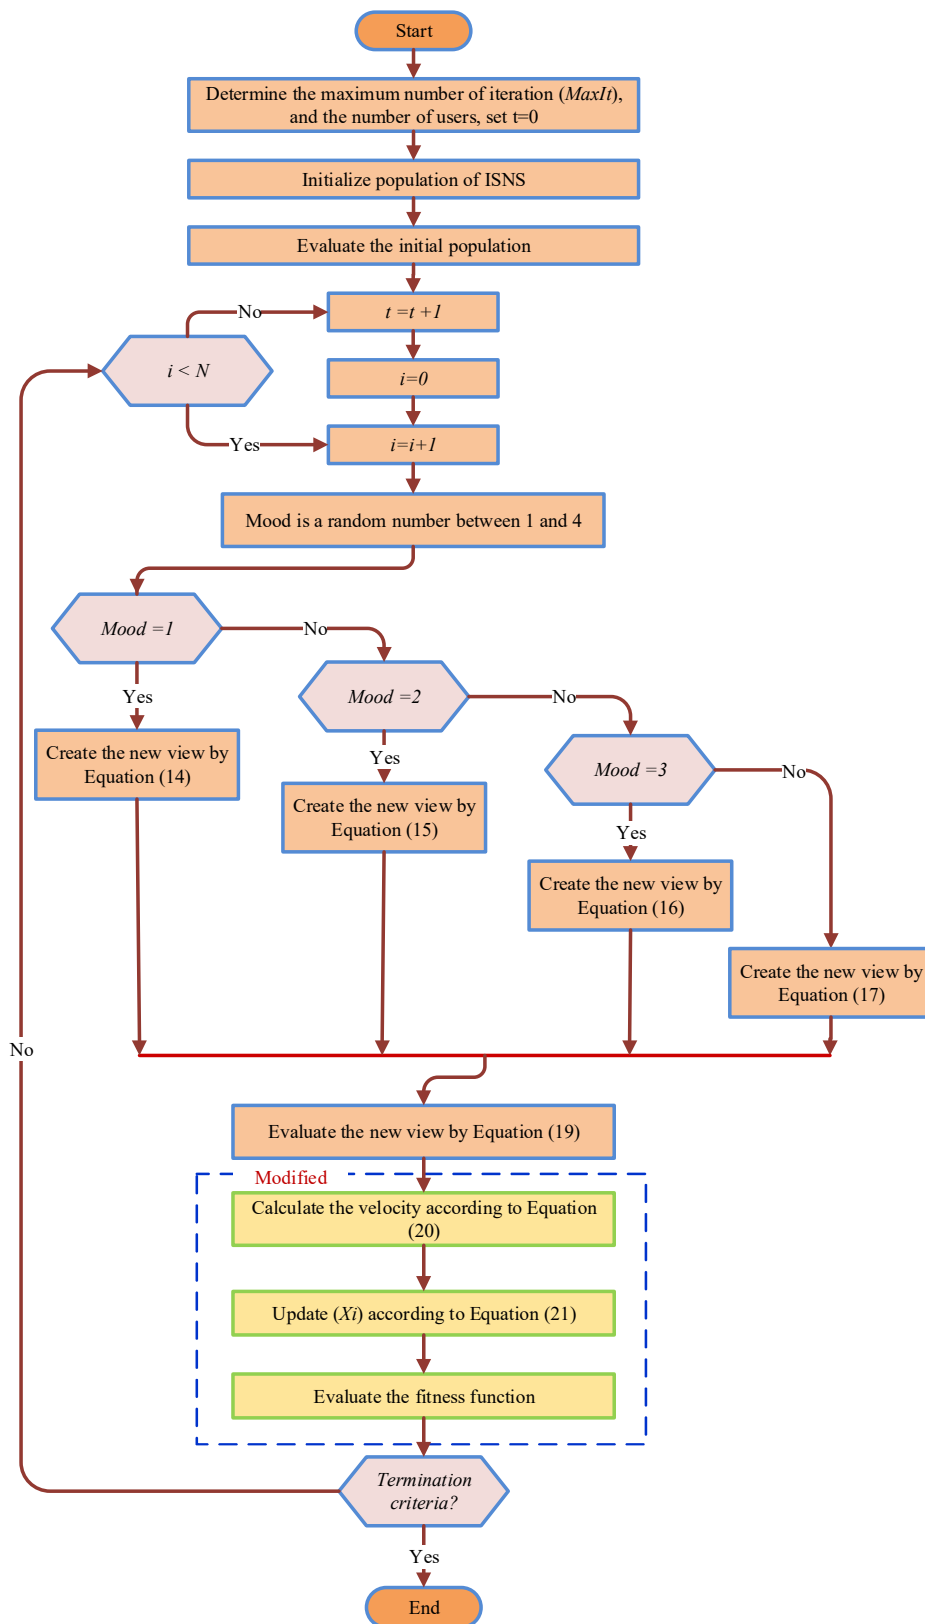 Start
Determine the maximum number of iteration (MaxIt),
and the number of users, set t=0
Initialize population of ISNS
Evaluate the initial population
No
t =t +1
i < N
i=0
Yes
i=i+1
Mood is a random number between 1 and 4
Mood =1
No
Mood =2
No
Yes
Mood =3
No
Create the new view by
Equation (14)
Yes
Create the new view by
Equation (15)
Yes
Create the new view by
Equation (16)
Create the new view by
Equation (17)
No
Evaluate the new view by Equation (19)
Modified
Calculate the velocity according to Equation
(20)
Update (Xi) according to Equation (21)
Evaluate the fitness function
Termination
criteria?
Yes
End